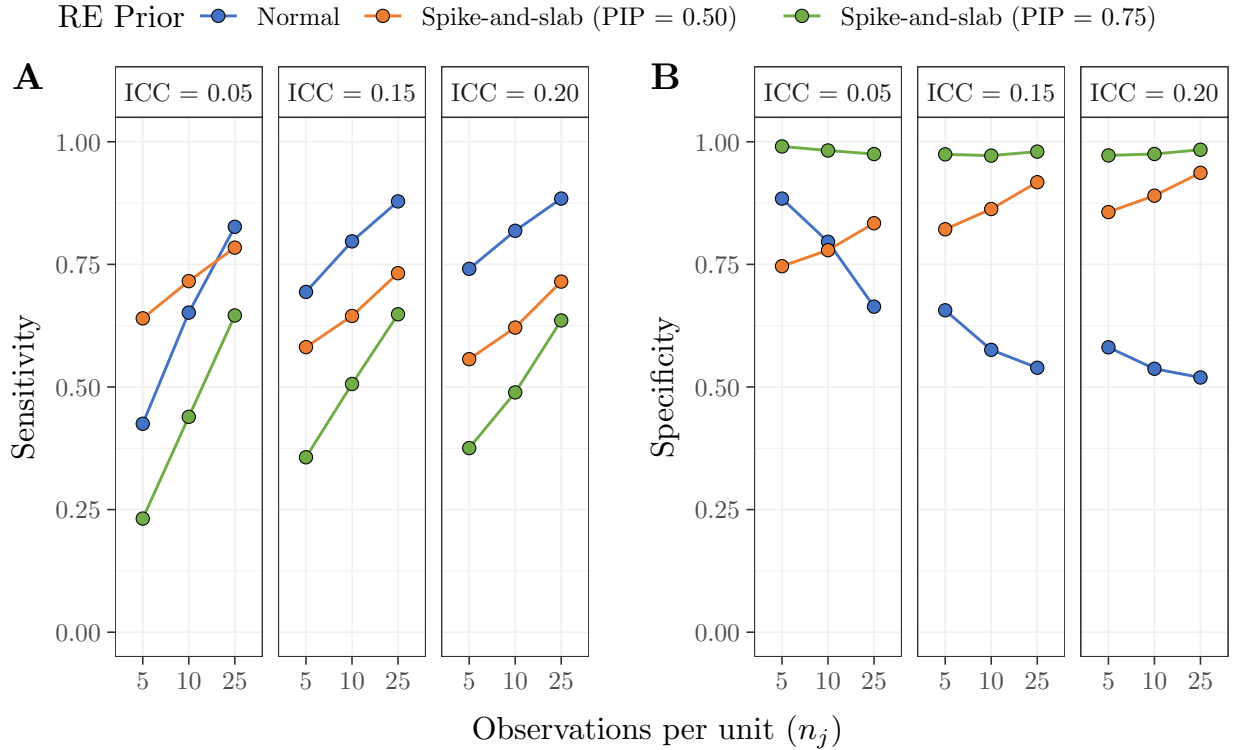 RE Prior Normal Spike-and-slab (PIP = 0.50) Spike-and-slab (PIP = 0.75)
A
ICC = 0.05 ICC = 0.15 ICC = 0.20
1.00
0.75
0.50
0.25
0.00
Sensitivity
5 10 25 5 10 25 5 10 25
B
ICC = 0.05 ICC = 0.15 ICC = 0.20
1.00
0.75
0.50
0.25
0.00
Specificity
5 10 25 5 10 25 5 10 25
Observations per unit (n_j)